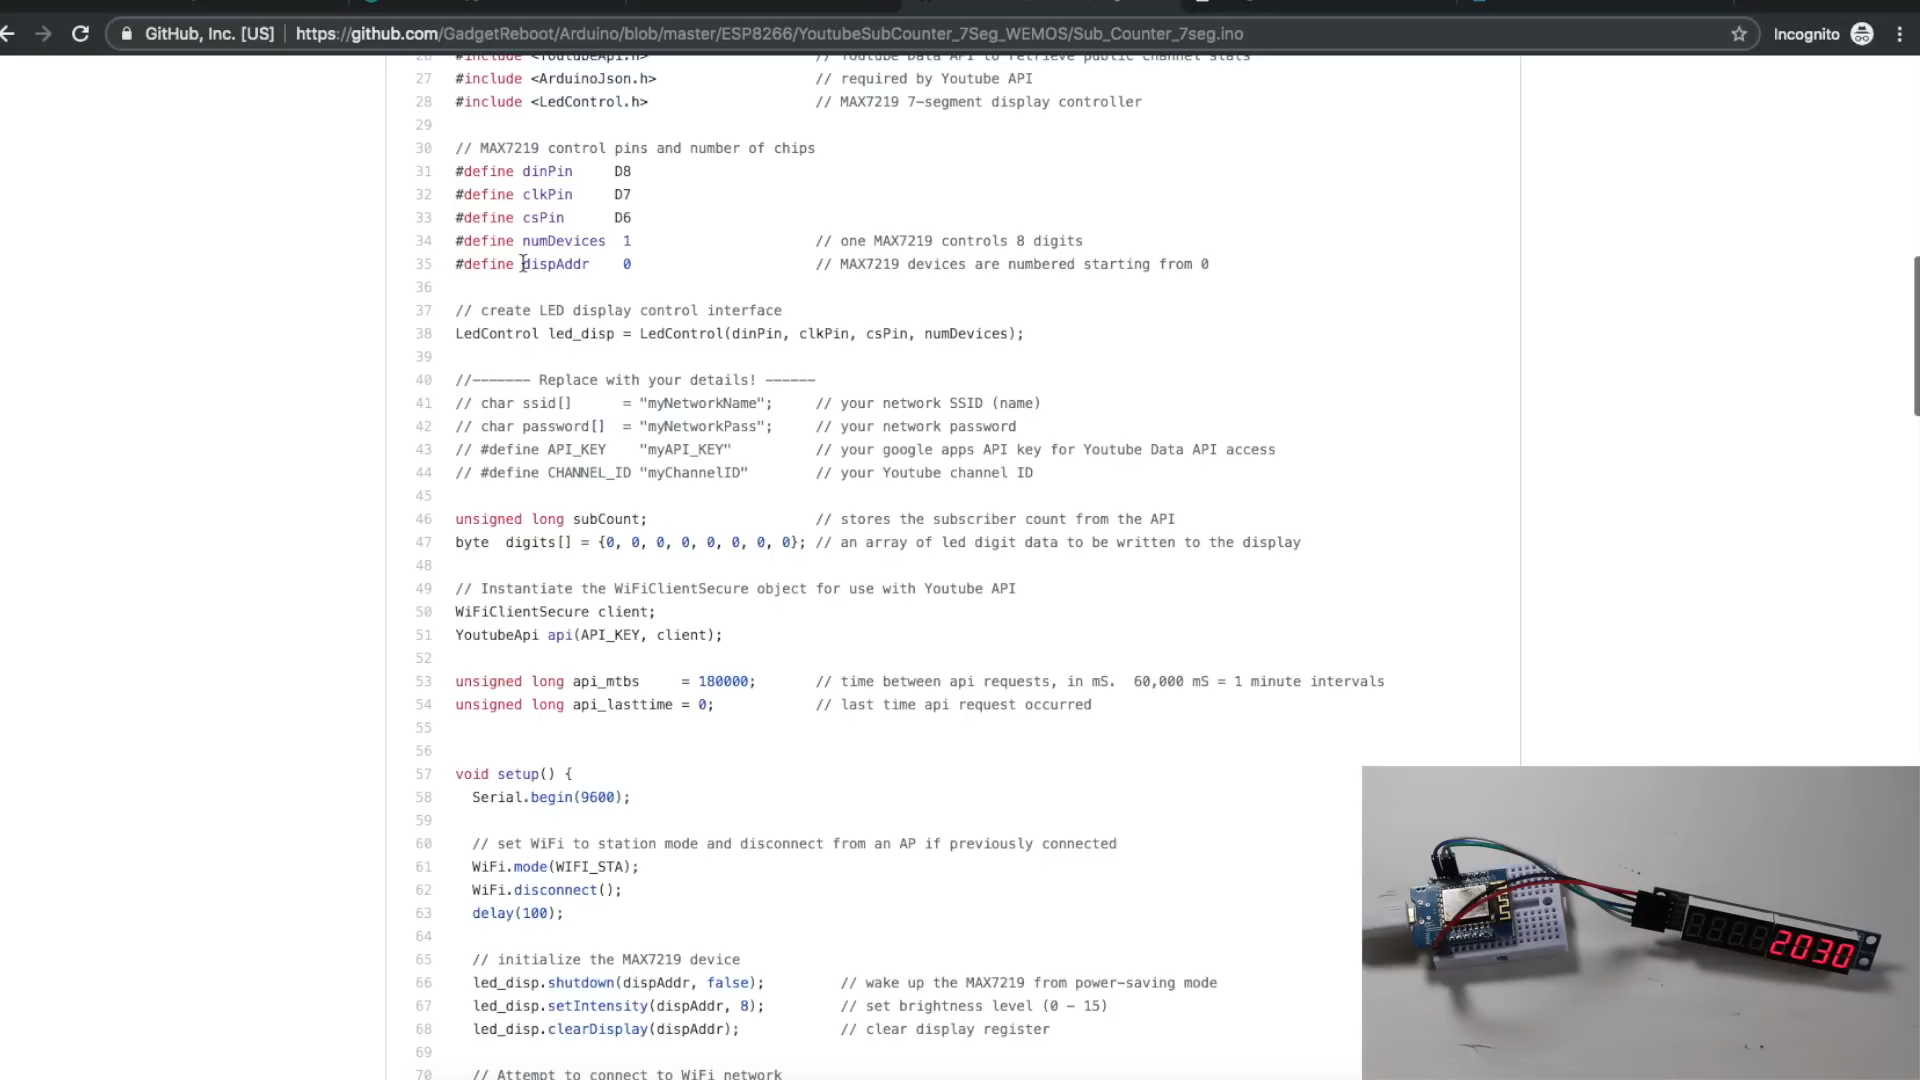 GitHub, Inc. [US] | https://github.com/GadgetReboot/Arduino/blob/master/ESP8266/YoutubeSubCounter_7Seg_WEMOS/Sub_Counter_7seg.ino Incognito
26 #include <YoutubeApi.h> // Youtube Data API to retrieve public channel stats
27 #include <ArduinoJson.h> // required by Youtube API
28 #include <LedControl.h> // MAX7219 7-segment display controller
29
30 // MAX7219 control pins and number of chips
31 #define dinPin D8
32 #define clkPin D7
33 #define csPin D6
34 #define numDevices 1 // one MAX7219 controls 8 digits
35 #define dispAddr 0 // MAX7219 devices are numbered starting from 0
36
37 // create LED display control interface
38 LedControl led_disp = LedControl(dinPin, clkPin, csPin, numDevices);
39
40 //------- Replace with your details! ------
41 // char ssid[] = "myNetworkName"; // your network SSID (name)
42 // char password[] = "myNetworkPass"; // your network password
43 // #define API_KEY "myAPI_KEY" // your google apps API key for Youtube Data API access
44 // #define CHANNEL_ID "myChannelID" // your Youtube channel ID
45
46 unsigned long subCount; // stores the subscriber count from the API
47 byte digits[] = {0, 0, 0, 0, 0, 0, 0, 0}; // an array of led digit data to be written to the display
48
49 // Instantiate the WiFiClientSecure object for use with Youtube API
50 WiFiClientSecure client;
51 YoutubeApi api(API_KEY, client);
52
53 unsigned long api_mtbs = 180000; // time between api requests, in mS. 60,000 mS = 1 minute intervals
54 unsigned long api_lasttime = 0; // last time api request occurred
55
56
57 void setup() {
58 Serial.begin(9600);
59
60 // set WiFi to station mode and disconnect from an AP if previously connected
61 WiFi.mode(WIFI_STA);
62 WiFi.disconnect();
63 delay(100);
64
65 // initialize the MAX7219 device
66 led_disp.shutdown(dispAddr, false); // wake up the MAX7219 from power-saving mode
67 led_disp.setIntensity(dispAddr, 8); // set brightness level (0 - 15)
68 led_disp.clearDisplay(dispAddr); // clear display register
69
70 // Attempt to connect to WiFi network
2030